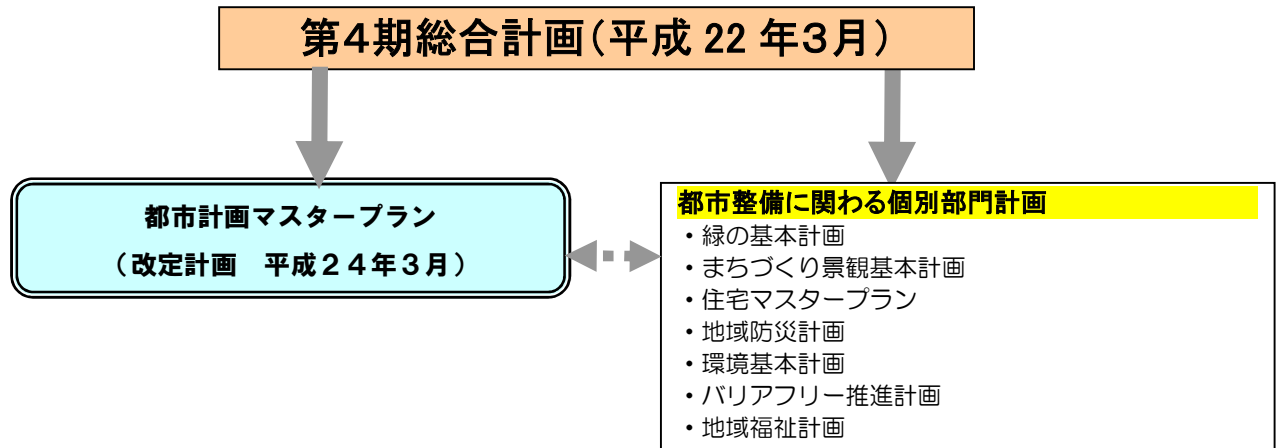 第4期総合計画(平成 22 年3月)
都市計画マスタープラン
(改定計画　平成24年3月)
都市整備に関わる個別部門計画
・緑の基本計画
・まちづくり景観基本計画
・住宅マスタープラン
・地域防災計画
・環境基本計画
・バリアフリー推進計画
・地域福祉計画